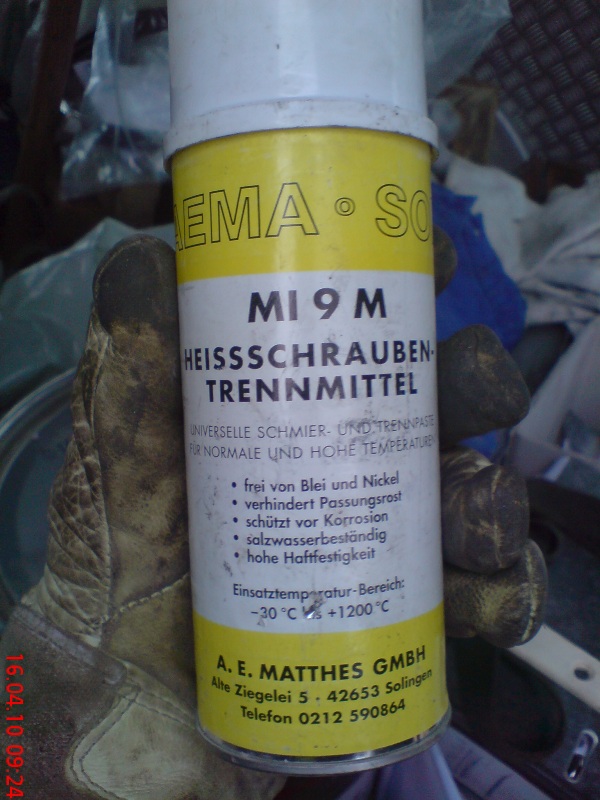 AEMA ∘ SO
MI 9 M
HEISSSCHRAUBEN-
TRENNMITTEL
UNIVERSELLE SCHMIER- UND TRENNPASTE
FÜR NORMALE UND HOHE TEMPERATUREN
• frei von Blei und Nickel
• verhindert Passungsrost
• schützt vor Korrosion
• salzwasserbeständig
• hohe Haftfestigkeit
Einsatztemperatur-Bereich:
−30 °C bis +1200 °C
A. E. MATTHES GMBH
Alte Ziegelei 5 · 42653 Solingen
Telefon 0212 590864
16.04.10 09:24